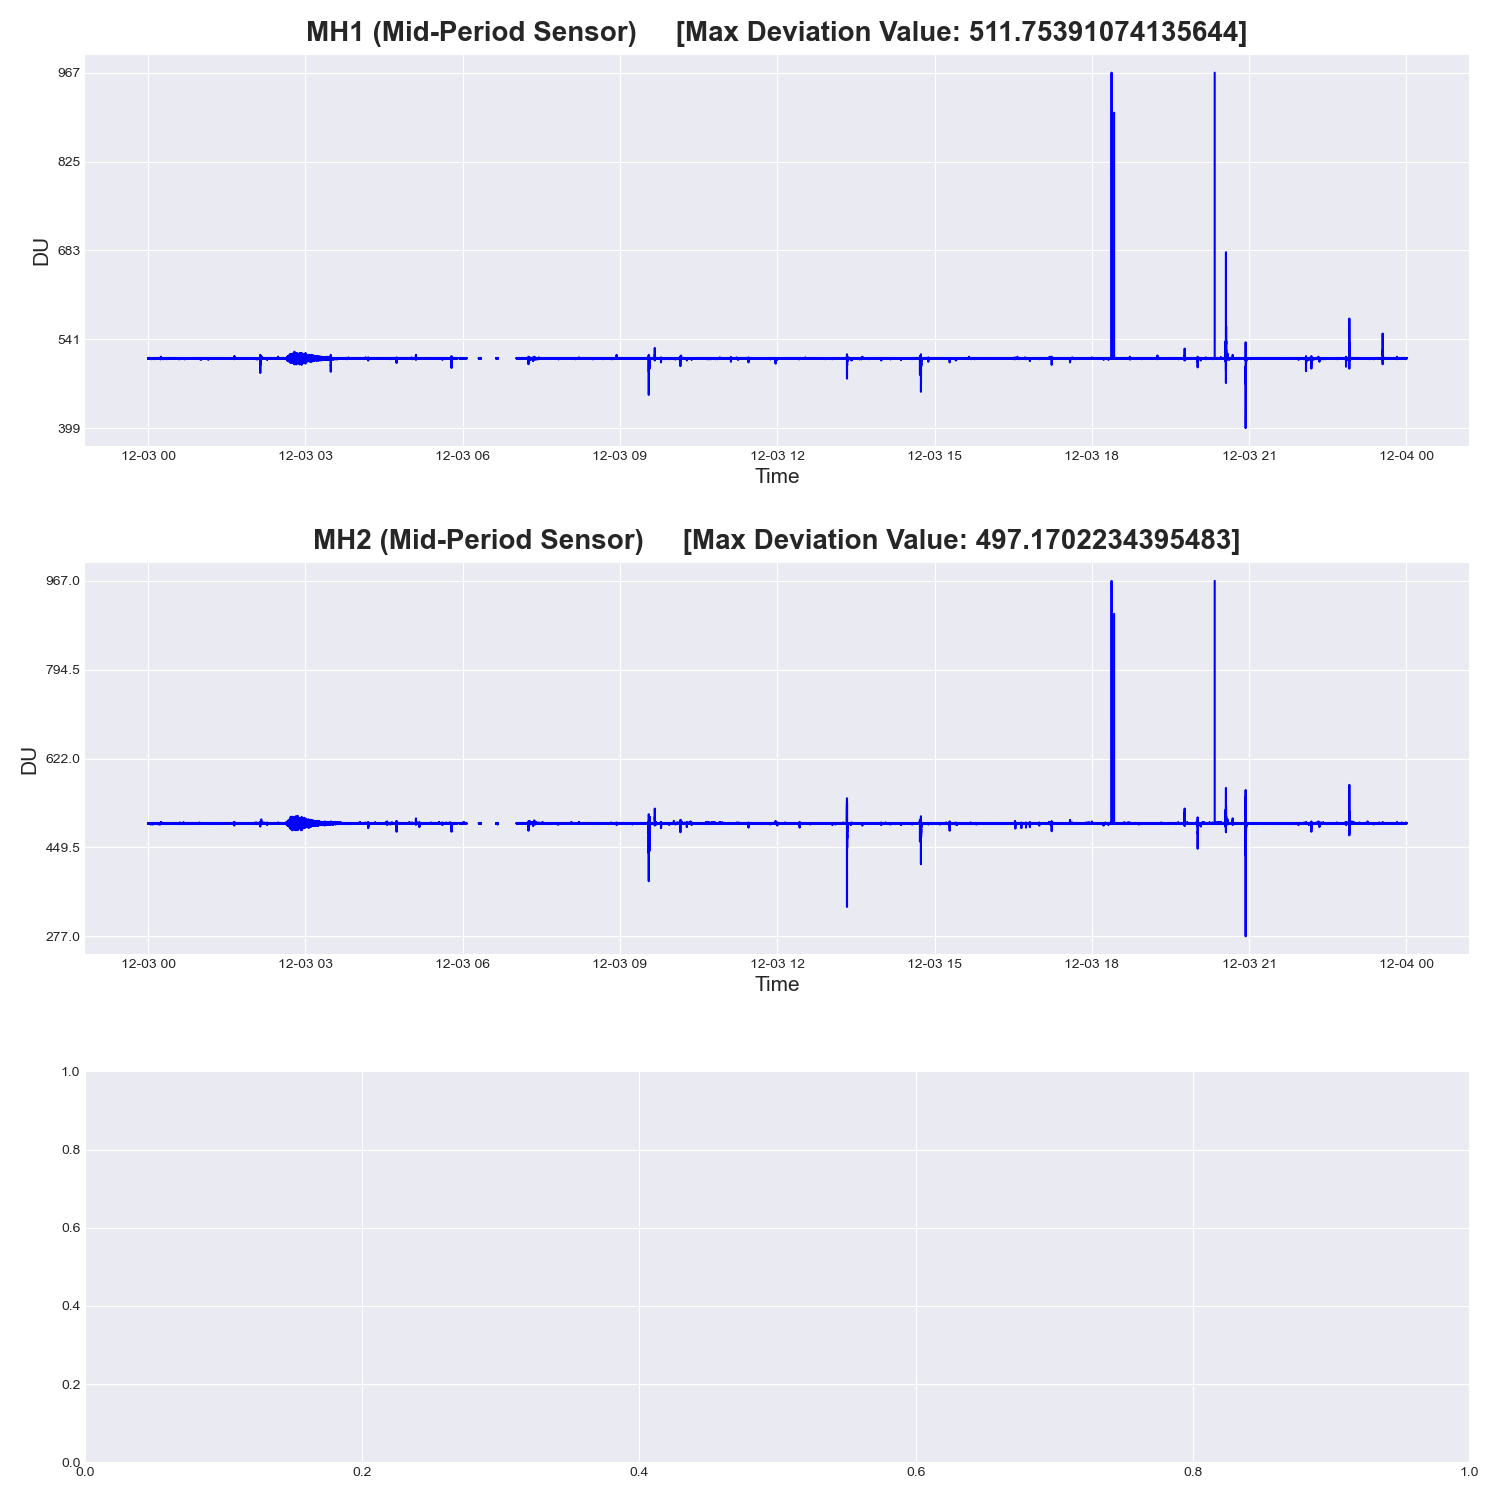 MH1 (Mid-Period Sensor) [Max Deviation Value: 511.75391074135644]
967
825
683
541
399
DU
12-03 00 12-03 03 12-03 06 12-03 09 12-03 12 12-03 15 12-03 18 12-03 21 12-04 00
Time
MH2 (Mid-Period Sensor) [Max Deviation Value: 497.1702234395483]
967.0
794.5
622.0
449.5
277.0
DU
12-03 00 12-03 03 12-03 06 12-03 09 12-03 12 12-03 15 12-03 18 12-03 21 12-04 00
Time
1.0
0.8
0.6
0.4
0.2
0.0
0.0 0.2 0.4 0.6 0.8 1.0